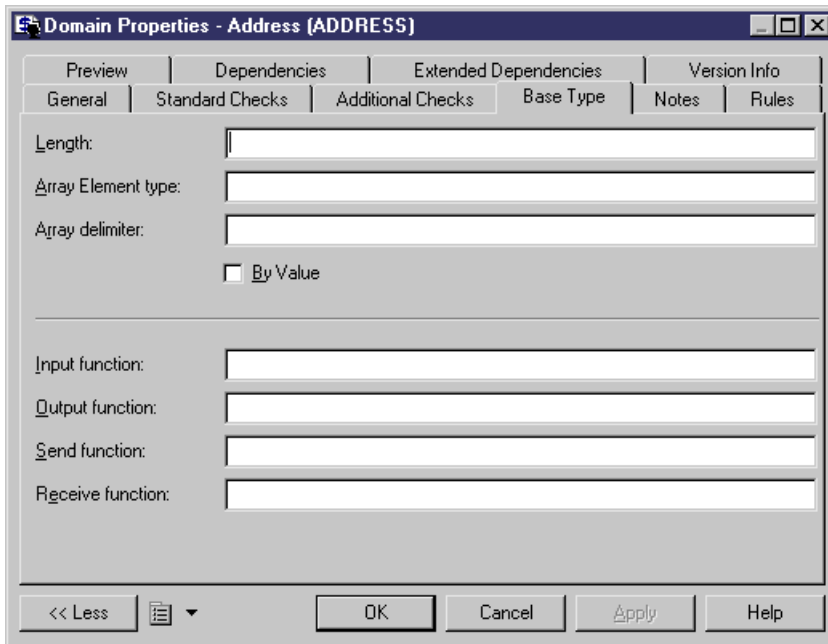 Domain Properties - Address (ADDRESS)
Preview Dependencies Extended Dependencies Version Info
General Standard Checks Additional Checks Base Type Notes Rules
Length:
Array Element type:
Array delimiter:
By Value
Input function:
Output function:
Send function:
Receive function:
<< Less OK Cancel Apply Help